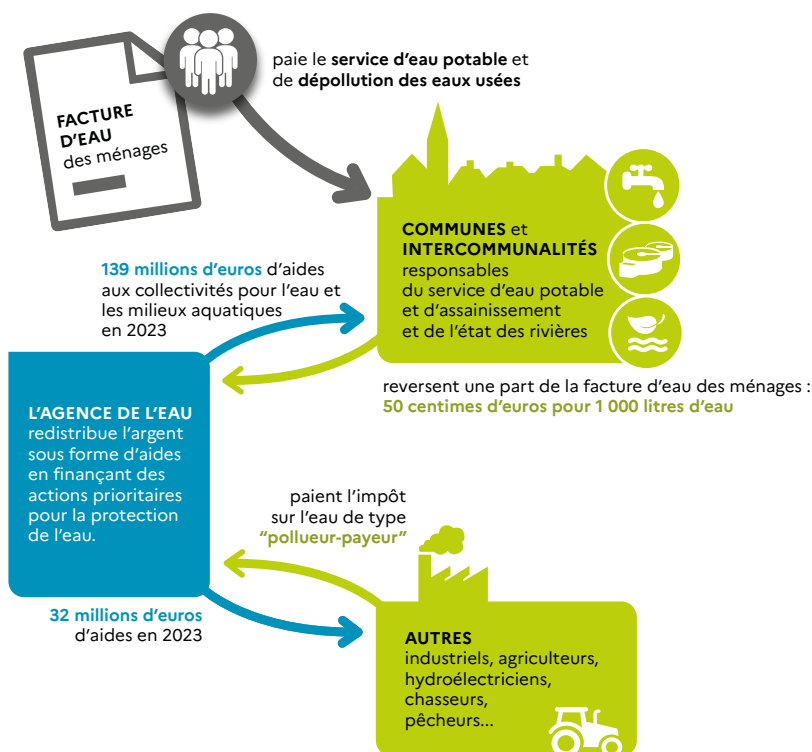 paie le service d'eau potable et
de dépollution des eaux usées
FACTURE
D'EAU
des ménages
COMMUNES et
INTERCOMMUNALITÉS
responsables
du service d'eau potable
et d'assainissement
et de l'état des rivières
139 millions d'euros d'aides
aux collectivités pour l'eau et
les milieux aquatiques
en 2023
reversent une part de la facture d'eau des ménages :
50 centimes d'euros pour 1 000 litres d'eau
L'AGENCE DE L'EAU
redistribue l'argent
sous forme d'aides
en finançant des
actions prioritaires
pour la protection
de l'eau.
paient l'impôt
sur l'eau de type
"pollueur-payeur"
32 millions d'euros
d'aides en 2023
AUTRES
industriels, agriculteurs,
hydroélectriciens,
chasseurs,
pêcheurs...